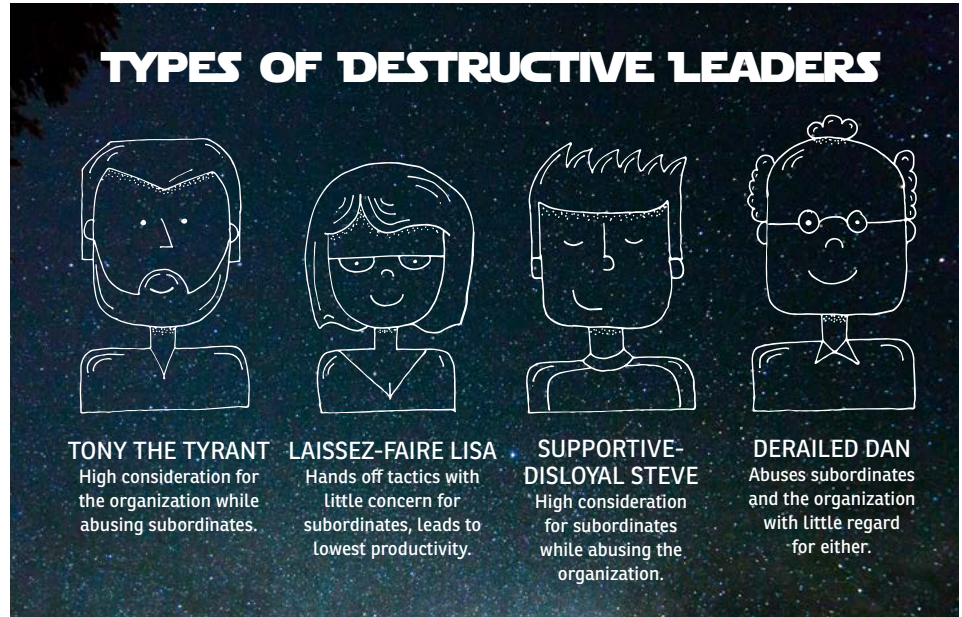 TYPES OF DESTRUCTIVE LEADERS
TONY THE TYRANT
High consideration for
the organization while
abusing subordinates.
LAISSEZ-FAIRE LISA
Hands off tactics with
little concern for
subordinates, leads to
lowest productivity.
SUPPORTIVE-
DISLOYAL STEVE
High consideration
for subordinates
while abusing the
organization.
DERAILED DAN
Abuses subordinates
and the organization
with little regard
for either.